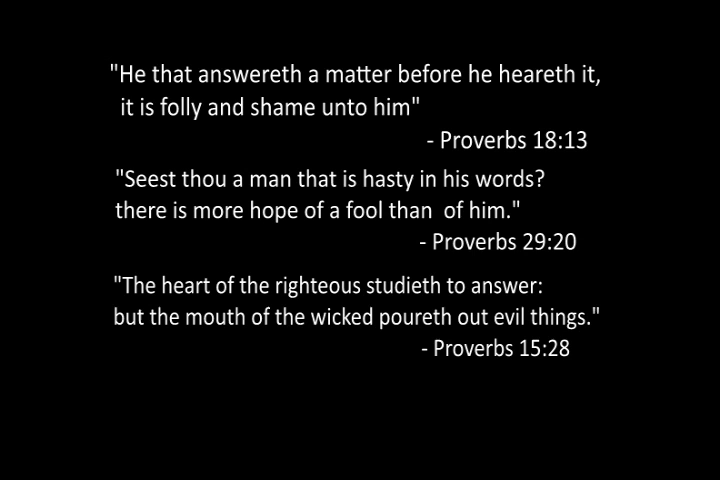 "He that answereth a matter before he heareth it,
it is folly and shame unto him"
- Proverbs 18:13
"Seest thou a man that is hasty in his words?
there is more hope of a fool than  of him."
- Proverbs 29:20
"The heart of the righteous studieth to answer:
but the mouth of the wicked poureth out evil things."
- Proverbs 15:28